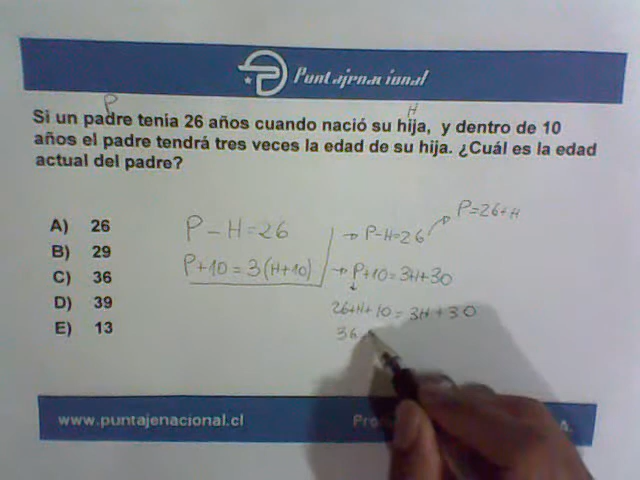 Puntajenacional
P
H
Si un padre tenia 26 años cuando nació su hija, y dentro de 10
años el padre tendrá tres veces la edad de su hija. ¿Cuál es la edad
actual del padre?
A) 26
B) 29
C) 36
D) 39
E) 13
P-H=26
P+10=3(H+10)
→ P-H=26
P=26+H
→ P+10=3H+30
26+H+10=3H+30
36
www.puntajenacional.cl
Pro
A.